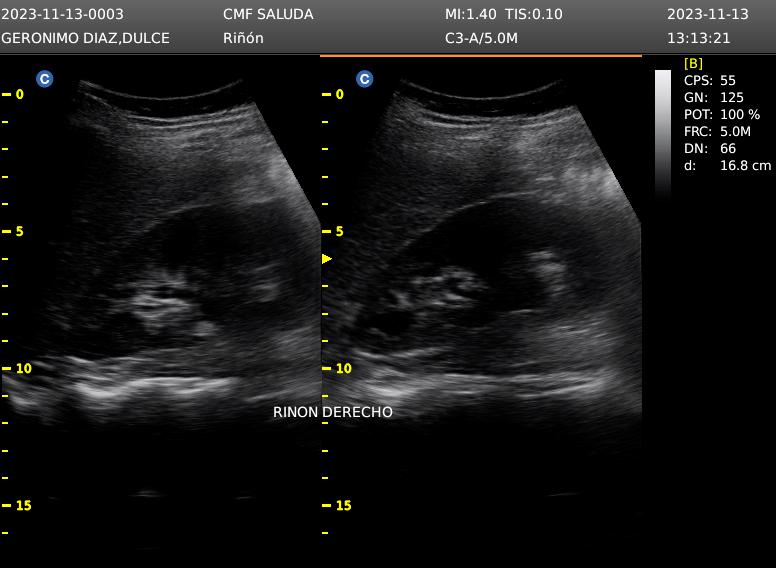 2023-11-13-0003 CMF SALUDA MI:1.40 TIS:0.10 2023-11-13
GERONIMO DIAZ,DULCE Riñón C3-A/5.0M 13:13:21
C
C
[B]
CPS: 55
GN: 125
POT: 100 %
FRC: 5.0M
DN: 66
d: 16.8 cm
0
0
5
5
10
10
RINON DERECHO
15
15